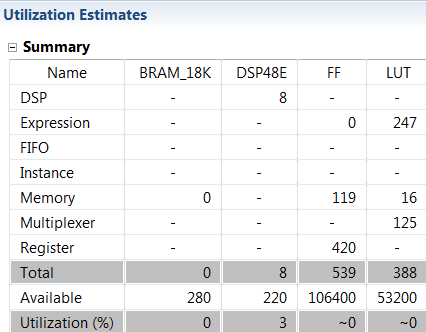 Utilization Estimates
Summary
Name BRAM_18K DSP48E FF LUT
DSP - 8 - -
Expression - - 0 247
FIFO - - - -
Instance - - - -
Memory 0 - 119 16
Multiplexer - - - 125
Register - - 420 -
Total 0 8 539 388
Available 280 220 106400 53200
Utilization (%) 0 3 ~0 ~0